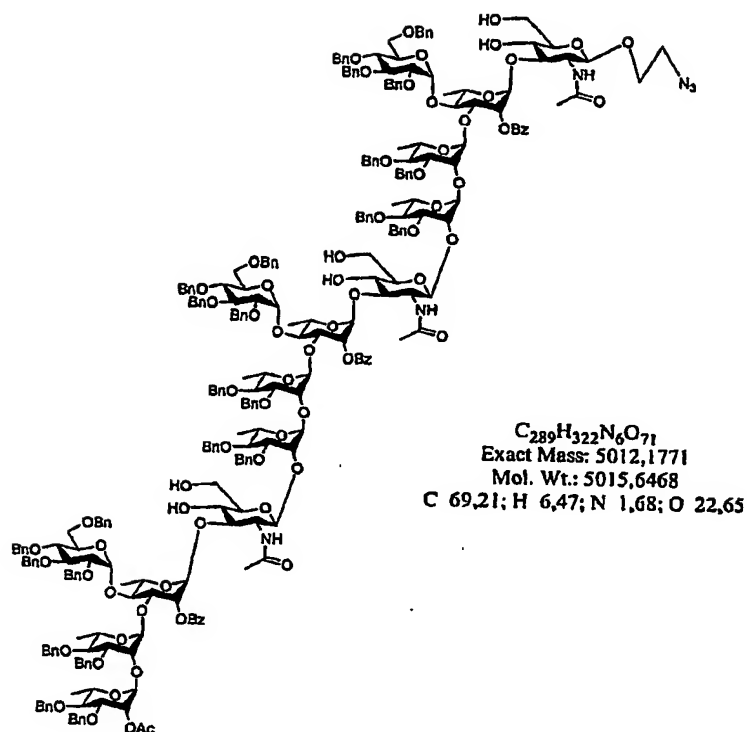 HO
OBn
O O
HO
BnO O O NH
BnO N₃
BnO O O O
O
O OBz
O O
BnO
BnO O
O O
BnO
BnO O
HO
OBn
HO O O
BnO O O NH
BnO
BnO O O O
O
O OBz
O O
BnO
BnO O
O O
BnO
BnO O
HO
OBn
HO O O
BnO O O NH
BnO
BnO O O O
O
O OBz
O O
BnO
BnO O
O O
BnO
BnO
OAc
C₂₈₉H₃₂₂N₆O₇₁
Exact Mass: 5012,1771
Mol. Wt.: 5015,6468
C 69,21; H 6,47; N 1,68; O 22,65